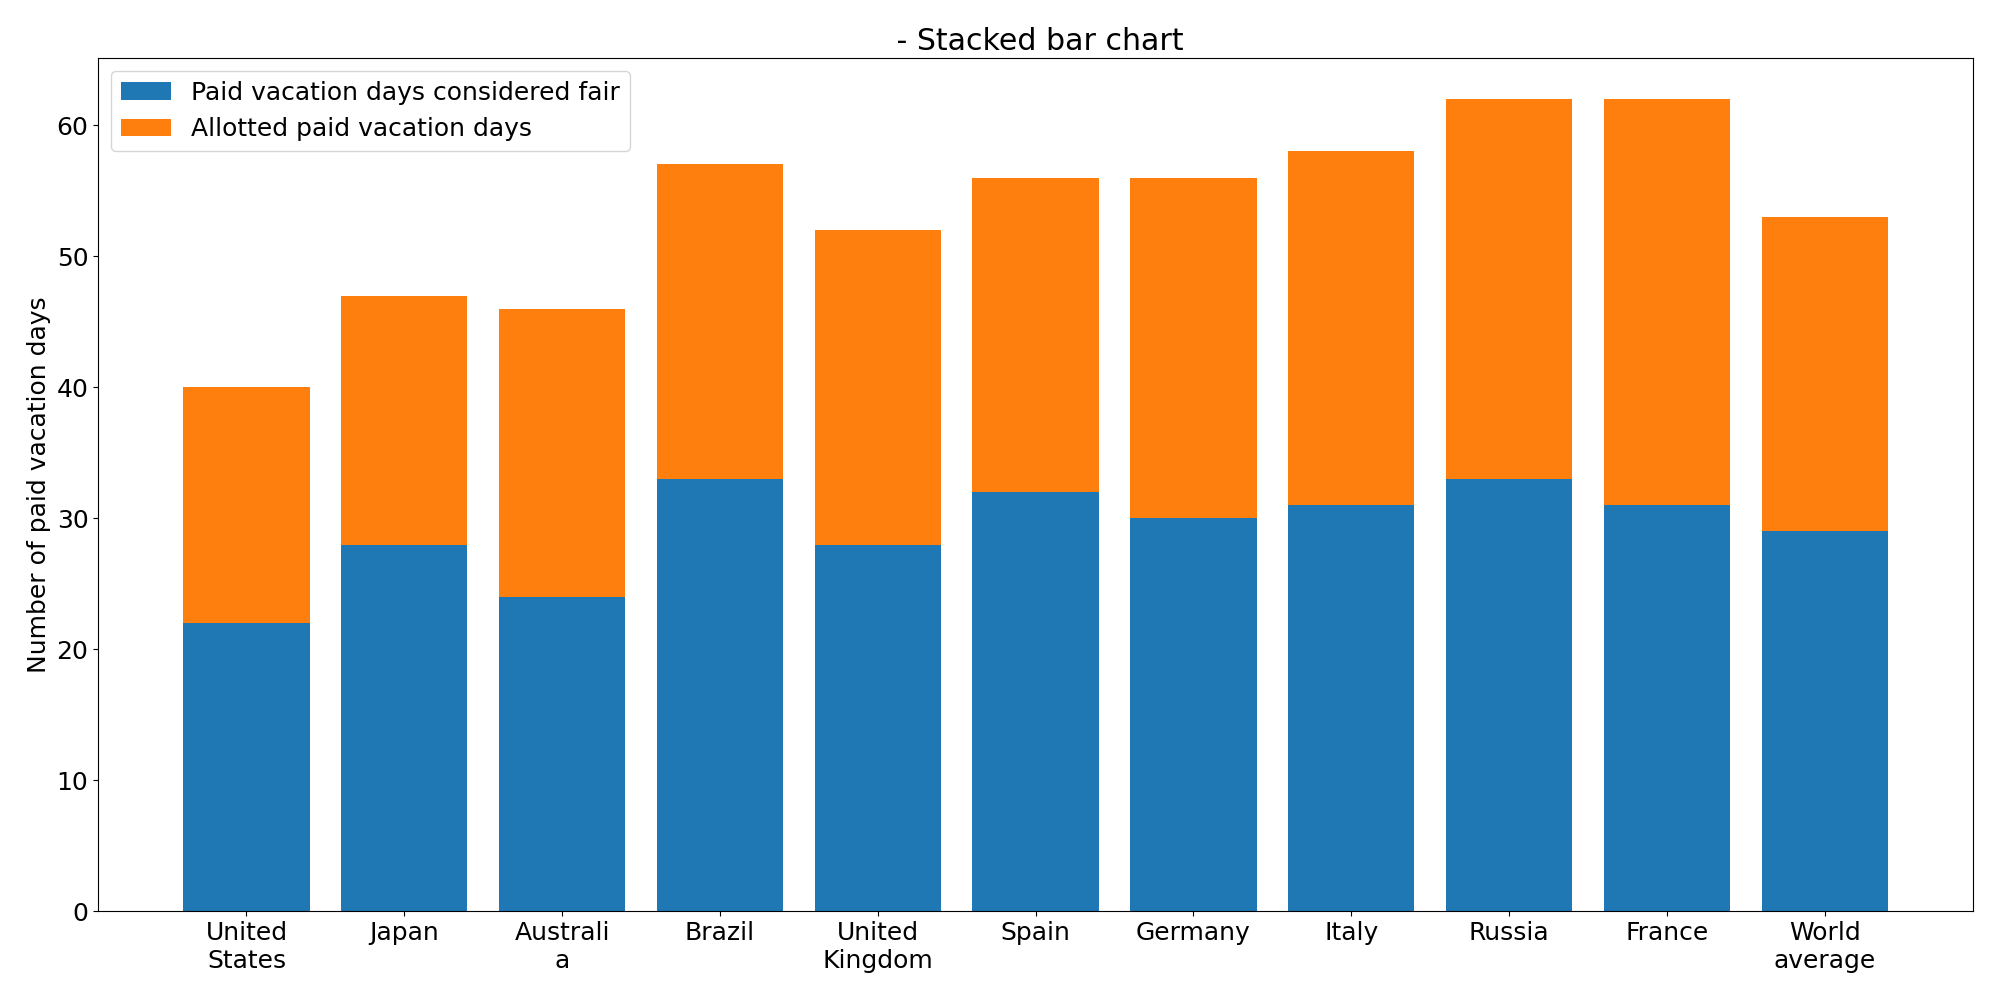 - Stacked bar chart
Paid vacation days considered fair
Allotted paid vacation days
Number of paid vacation days
60
50
40
30
20
10
0
United
States
Japan
Australi
a
Brazil
United
Kingdom
Spain
Germany
Italy
Russia
France
World
average